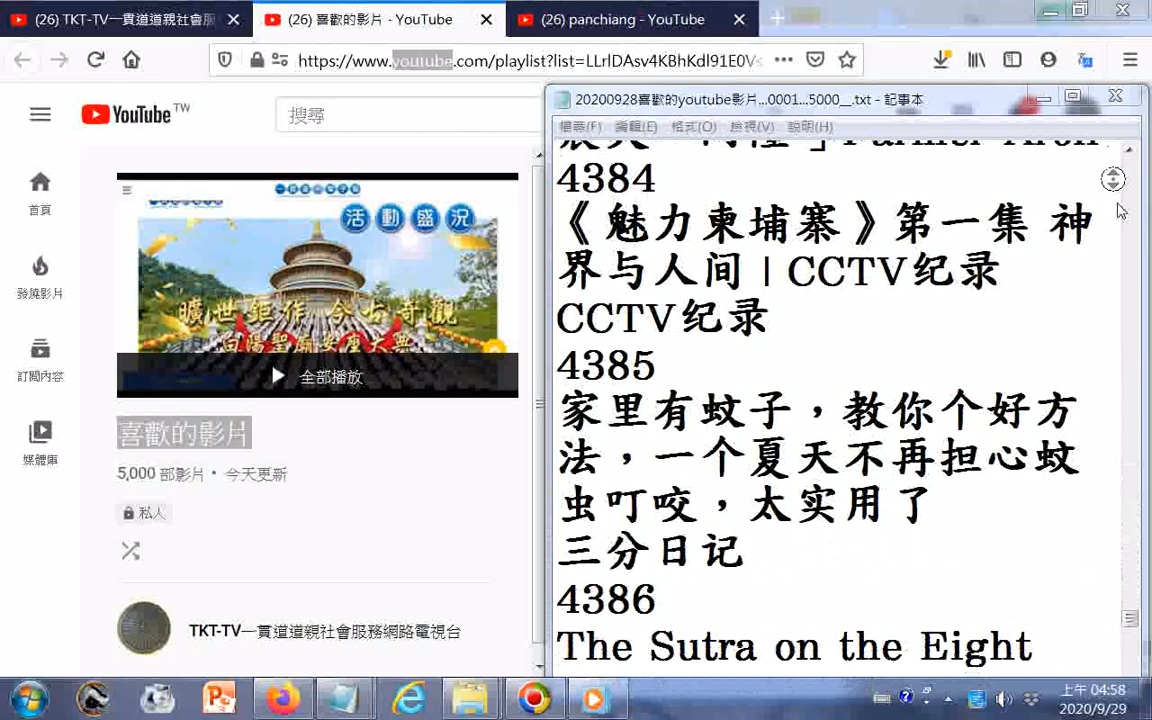 (26) TKT-TV一貫道道親社會服
(26) 喜歡的影片 - YouTube
(26) panchiang - YouTube
https://www.youtube.com/playlist?list=LLrlDAsv4KBhKdl91E0Vs
YouTube TW
搜尋
首頁
發燒影片
訂閱內容
媒體庫
活動盛況
曠世鉅作 今古奇觀
全部播放
喜歡的影片
5,000 部影片・今天更新
私人
TKT-TV一貫道道親社會服務網路電視台
20200928喜歡的youtube影片...0001...5000__.txt - 記事本
檔案(F) 編輯(E) 格式(O) 檢視(V) 說明(H)
4384
《魅力柬埔寨》第一集 神
界与人间 | CCTV纪录
CCTV纪录
4385
家里有蚊子，教你个好方
法，一个夏天不再担心蚊
虫叮咬，太实用了
三分日记
4386
The Sutra on the Eight
上午 04:58
2020/9/29